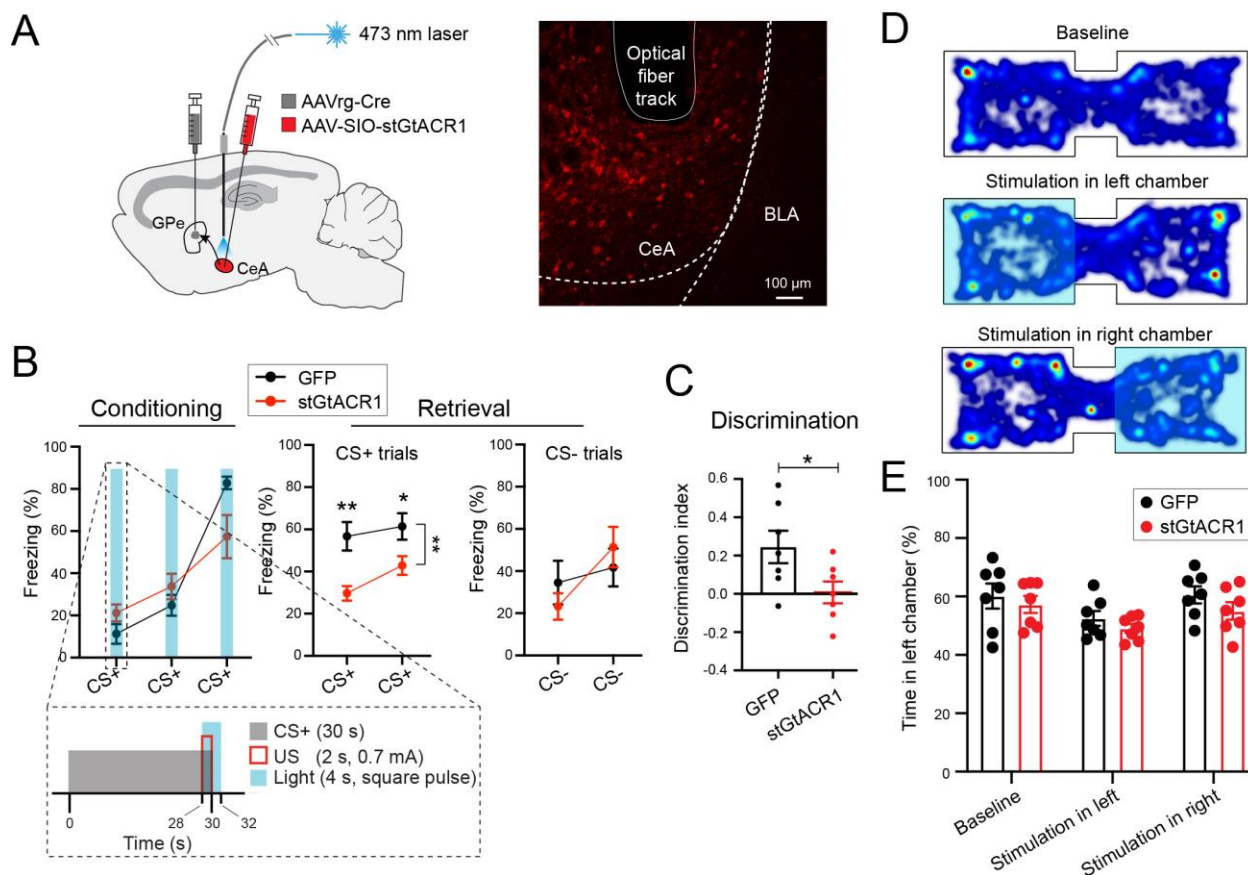 A
473 nm laser
AAVrg-Cre
AAV-SIO-stGtACR1
GPe
CeA
Optical
fiber
track
BLA
CeA
100 µm
B
GFP
stGtACR1
Conditioning
Retrieval
Freezing (%)
100
80
60
40
20
0
CS+
CS+
CS+
CS+ trials
Freezing (%)
100
80
60
40
20
0
**
*
**
CS+
CS+
CS- trials
Freezing (%)
100
80
60
40
20
0
CS-
CS-
CS+ (30 s)
US (2 s, 0.7 mA)
Light (4 s, square pulse)
0
28
30
32
Time (s)
C
Discrimination
*
Discrimination index
0.6
0.4
0.2
0.0
-0.2
-0.4
GFP
stGtACR1
D
Baseline
Stimulation in left chamber
Stimulation in right chamber
E
GFP
stGtACR1
Time in left chamber (%)
100
80
60
40
20
0
Baseline
Stimulation in left
Stimulation in right